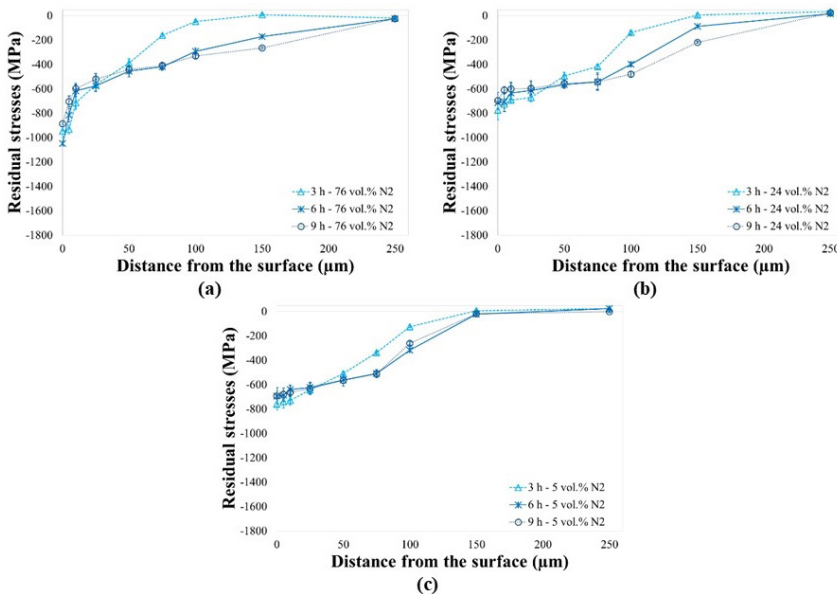 0
-200
-400
-600
-800
-1000
-1200
-1400
-1600
-1800
Residual stresses (MPa)
3 h - 76 vol.% N2
6 h - 76 vol.% N2
9 h - 76 vol.% N2
0 50 100 150 200 250
Distance from the surface (µm)
(a)
0
-200
-400
-600
-800
-1000
-1200
-1400
-1600
-1800
Residual stresses (MPa)
3 h - 24 vol.% N2
6 h - 24 vol.% N2
9 h - 24 vol.% N2
0 50 100 150 200 250
Distance from the surface (µm)
(b)
0
-200
-400
-600
-800
-1000
-1200
-1400
-1600
-1800
Residual stresses (MPa)
3 h - 5 vol.% N2
6 h - 5 vol.% N2
9 h - 5 vol.% N2
0 50 100 150 200 250
Distance from the surface (µm)
(c)